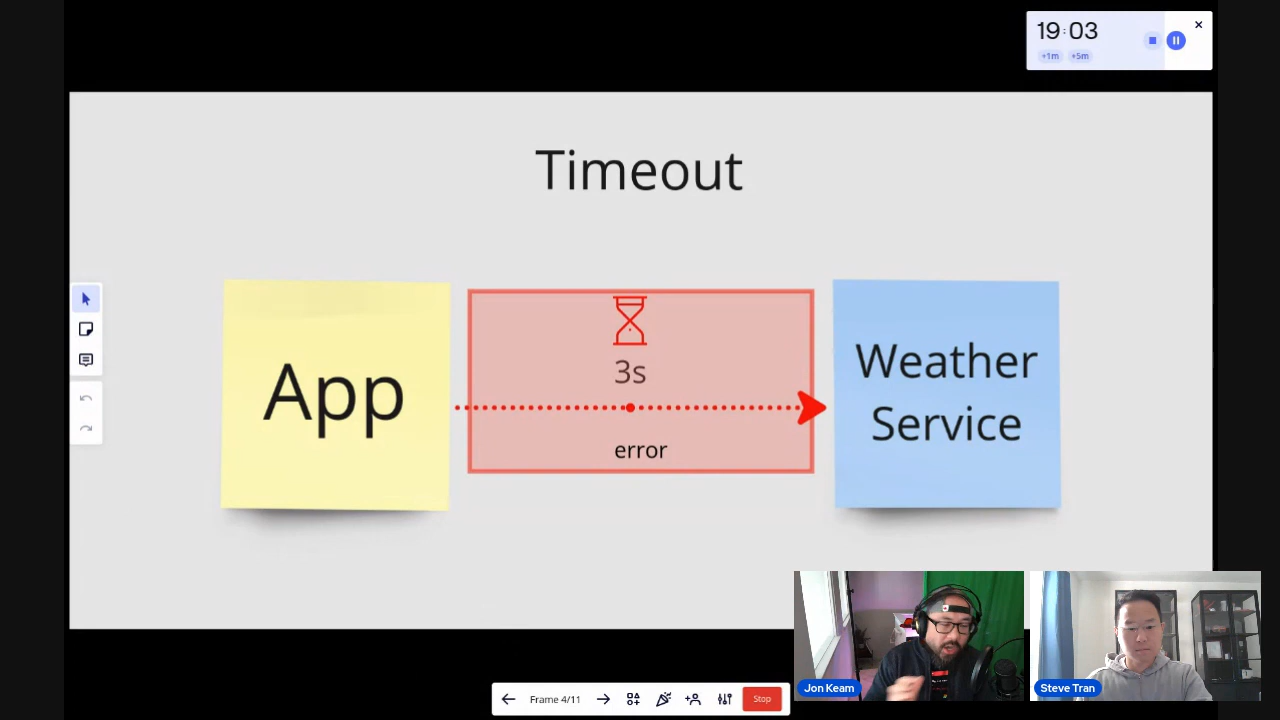 19:03
+1m +5m
Timeout
App
3s
error
Weather
Service
Jon Keam
Steve Tran
Frame 4/11
Stop